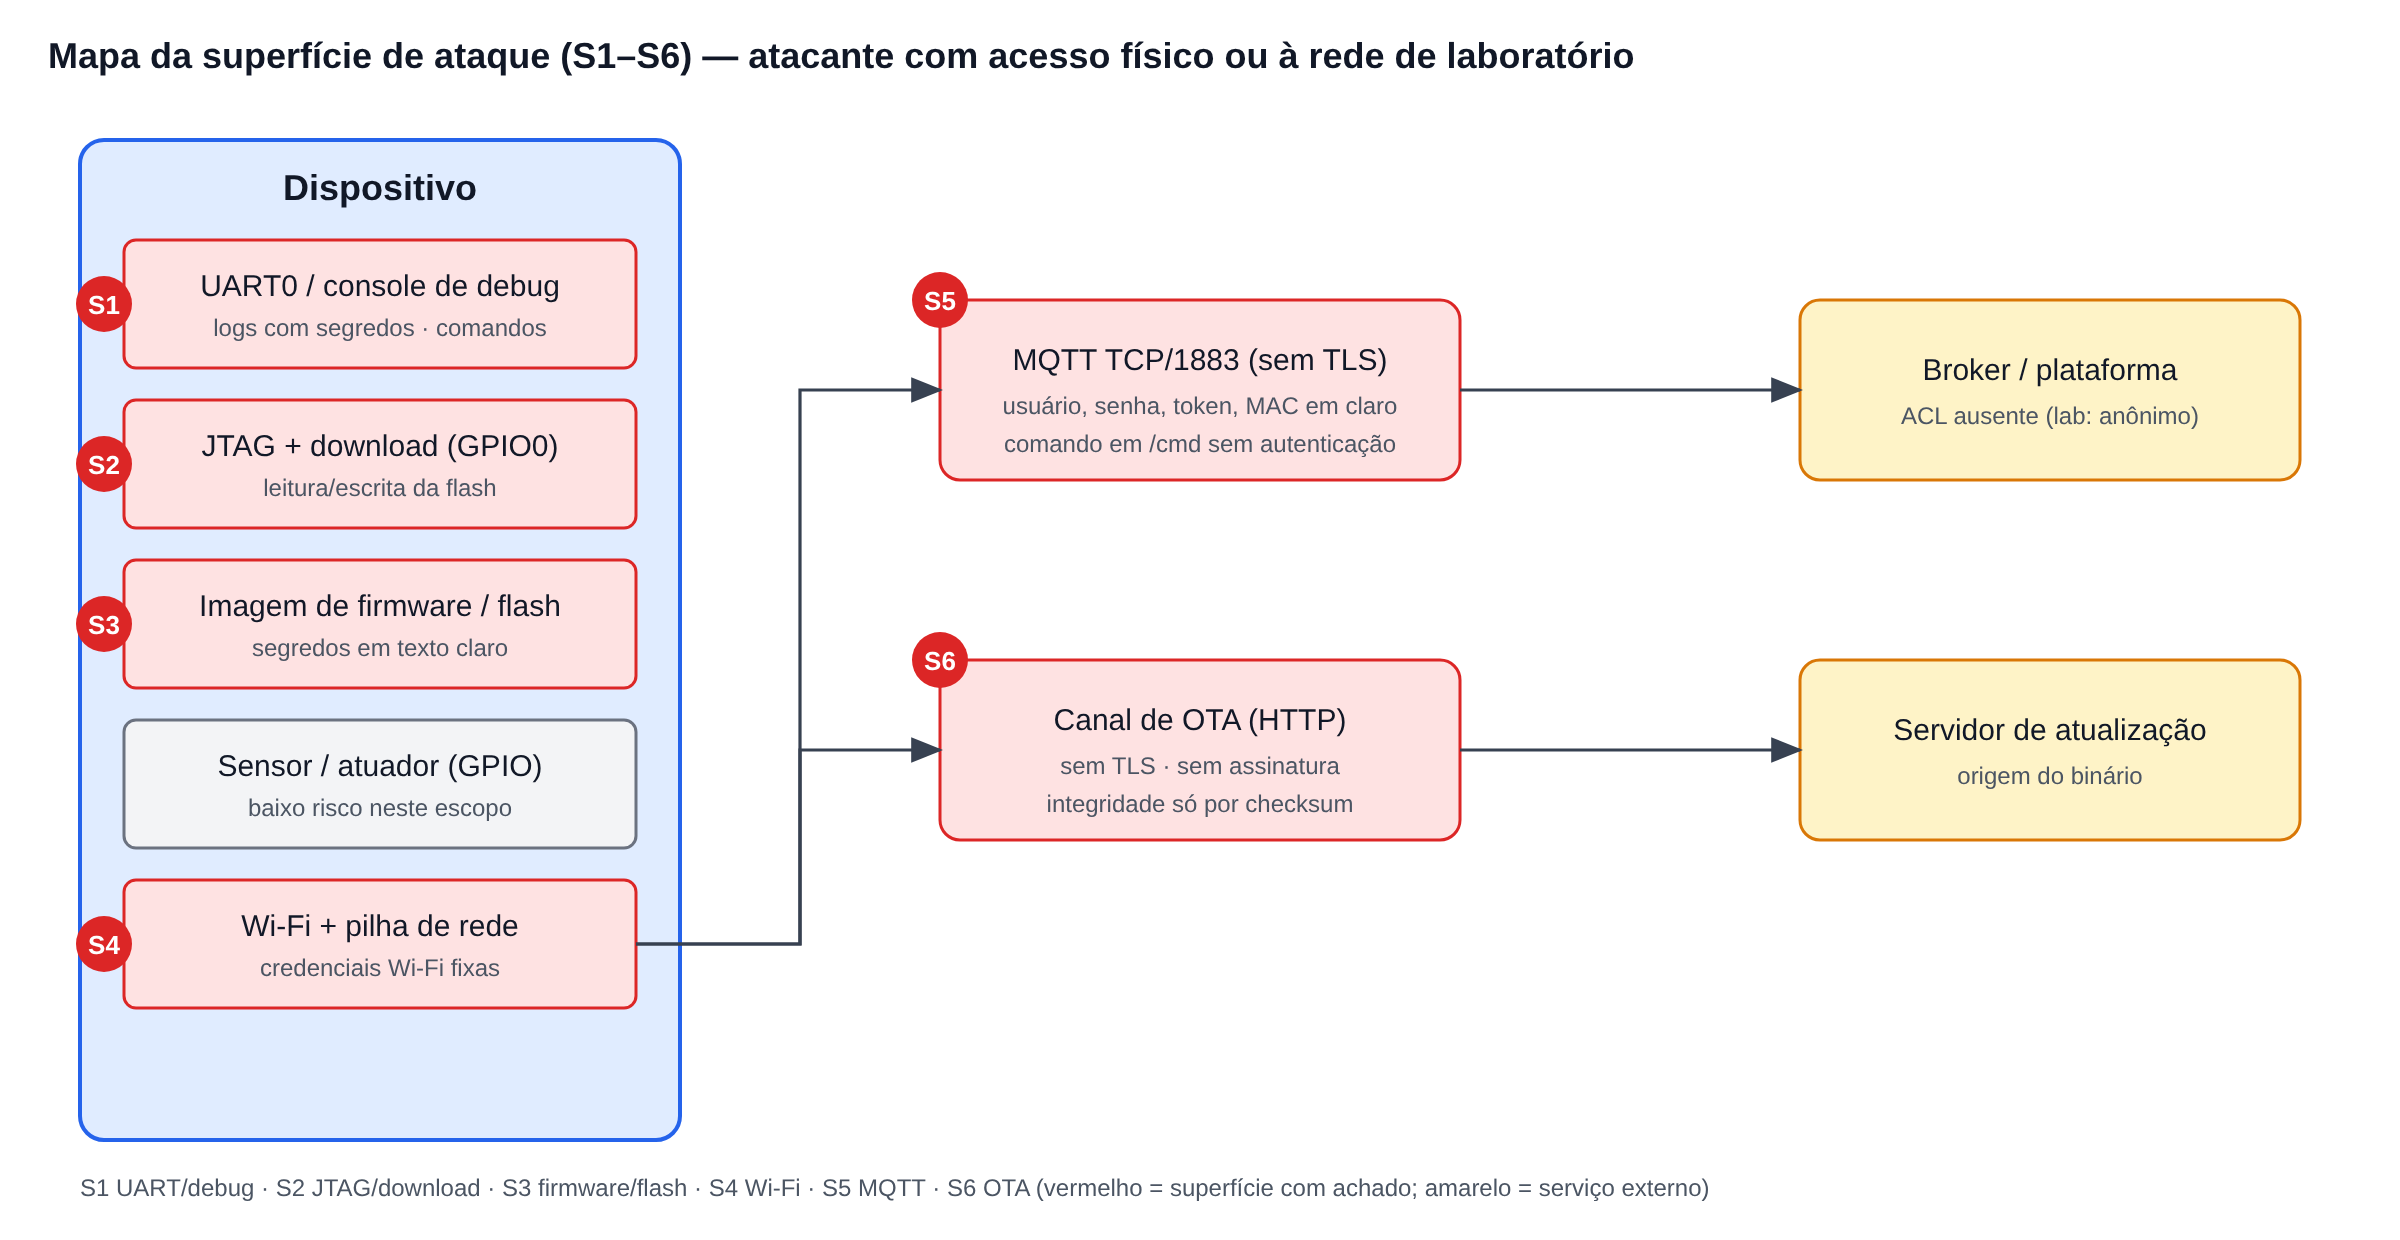 Mapa da superfície de ataque (S1–S6) — atacante com acesso físico ou à rede de laboratório
Dispositivo
S1
UART0 / console de debug
logs com segredos · comandos
S2
JTAG + download (GPIO0)
leitura/escrita da flash
S3
Imagem de firmware / flash
segredos em texto claro
Sensor / atuador (GPIO)
baixo risco neste escopo
S4
Wi-Fi + pilha de rede
credenciais Wi-Fi fixas
S5
MQTT TCP/1883 (sem TLS)
usuário, senha, token, MAC em claro
comando em /cmd sem autenticação
Broker / plataforma
ACL ausente (lab: anônimo)
S6
Canal de OTA (HTTP)
sem TLS · sem assinatura
integridade só por checksum
Servidor de atualização
origem do binário
S1 UART/debug · S2 JTAG/download · S3 firmware/flash · S4 Wi-Fi · S5 MQTT · S6 OTA (vermelho = superfície com achado; amarelo = serviço externo)